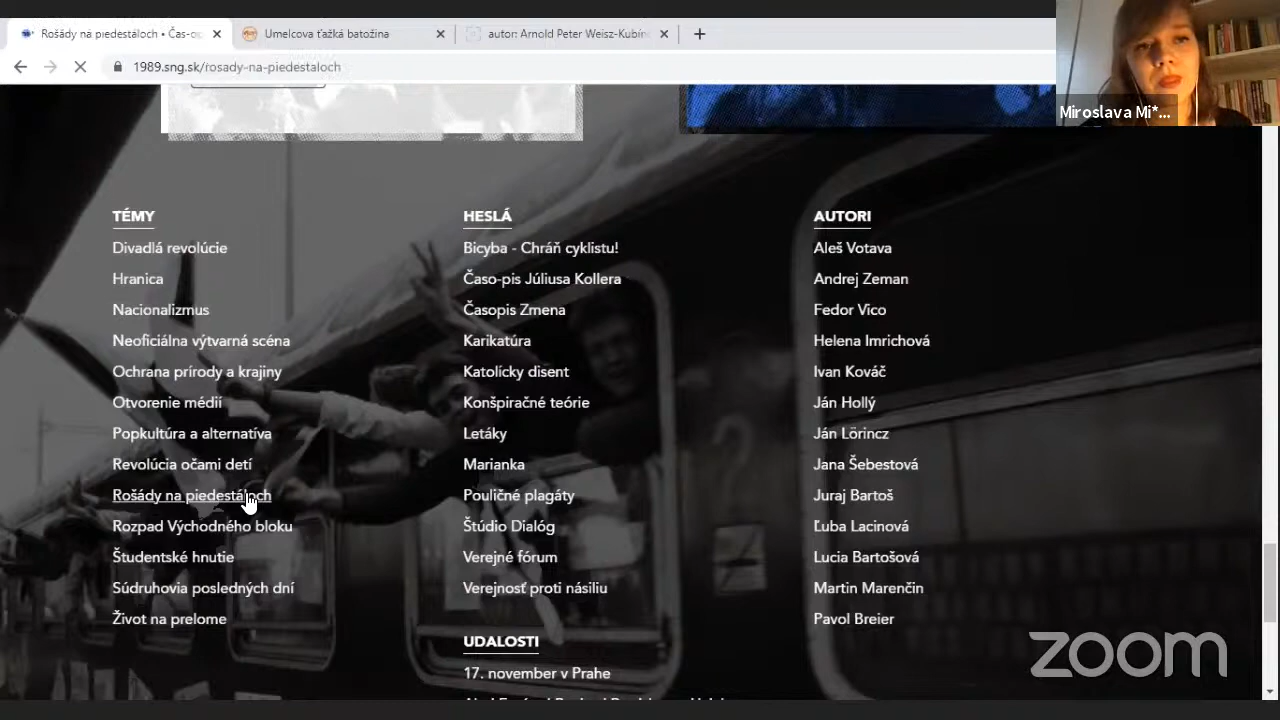 Rošády na piedestáloch • Čas-o
Umelcova ťažká batožina
autor: Arnold Peter Weisz-Kubín
1989.sng.sk/rosady-na-piedestaloch
Miroslava Mi*...
TÉMY
Divadlá revolúcie
Hranica
Nacionalizmus
Neoficiálna výtvarná scéna
Ochrana prírody a krajiny
Otvorenie médií
Popkultúra a alternatíva
Revolúcia očami detí
Rošády na piedestáloch
Rozpad Východného bloku
Študentské hnutie
Súdruhovia posledných dní
Život na prelome
HESLÁ
Bicyba - Chráň cyklistu!
Časo-pis Júliusa Kollera
Časopis Zmena
Karikatúra
Katolícky disent
Konšpiračné teórie
Letáky
Marianka
Pouličné plagáty
Štúdio Dialóg
Verejné fórum
Verejnosť proti násiliu
UDALOSTI
17. november v Prahe
AUTORI
Aleš Votava
Andrej Zeman
Fedor Vico
Helena Imrichová
Ivan Kováč
Ján Hollý
Ján Lörincz
Jana Šebestová
Juraj Bartoš
Ľuba Lacinová
Lucia Bartošová
Martin Marenčin
Pavol Breier
zoom